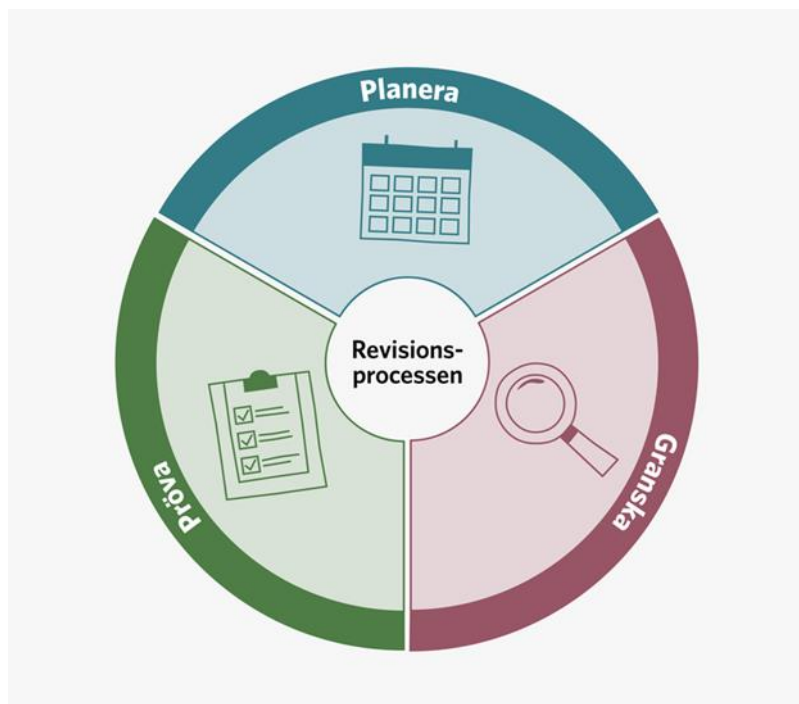 Planera
Revisions-
processen
Granska
Pröva